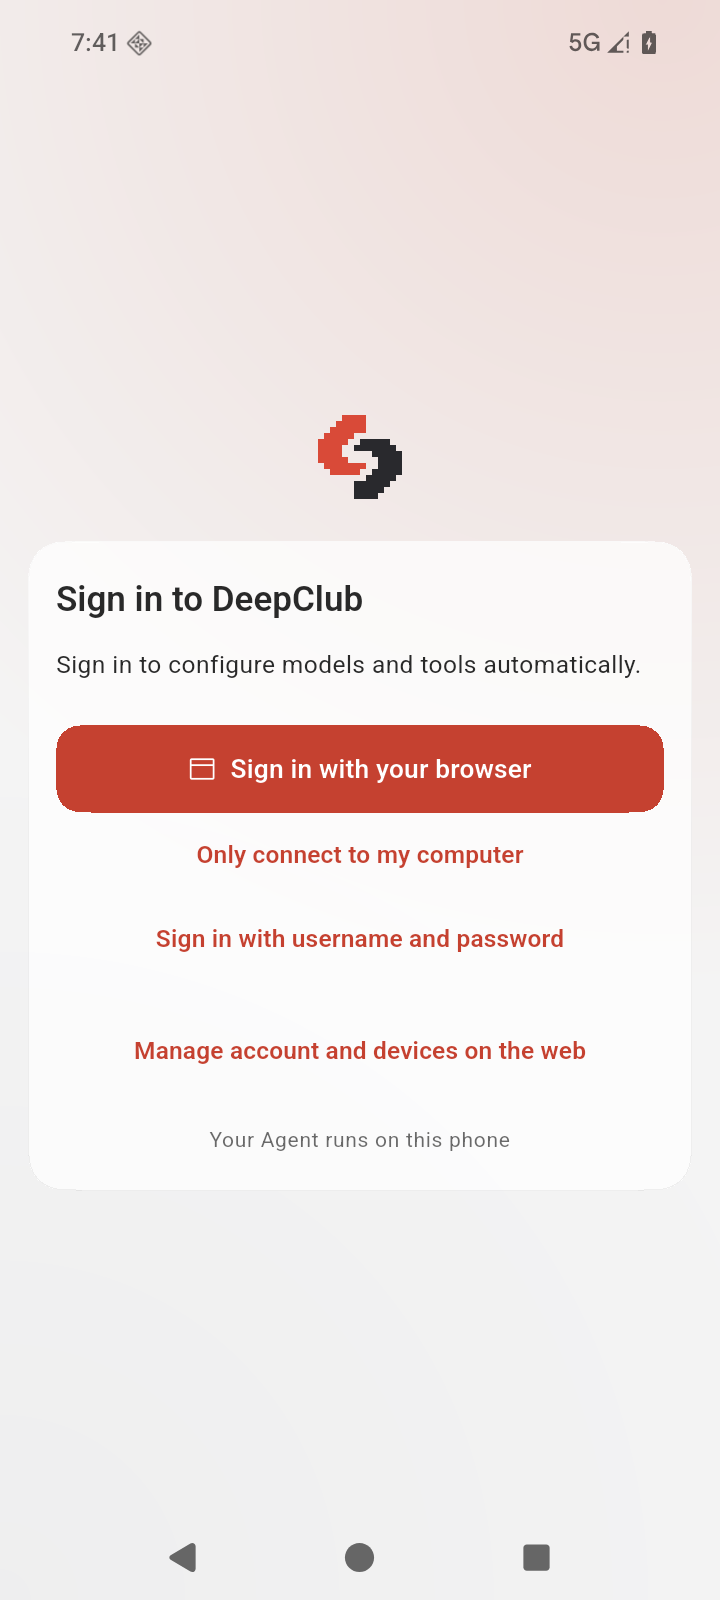 7:41
5G
Sign in to DeepClub
Sign in to configure models and tools automatically.
Sign in with your browser
Only connect to my computer
Sign in with username and password
Manage account and devices on the web
Your Agent runs on this phone